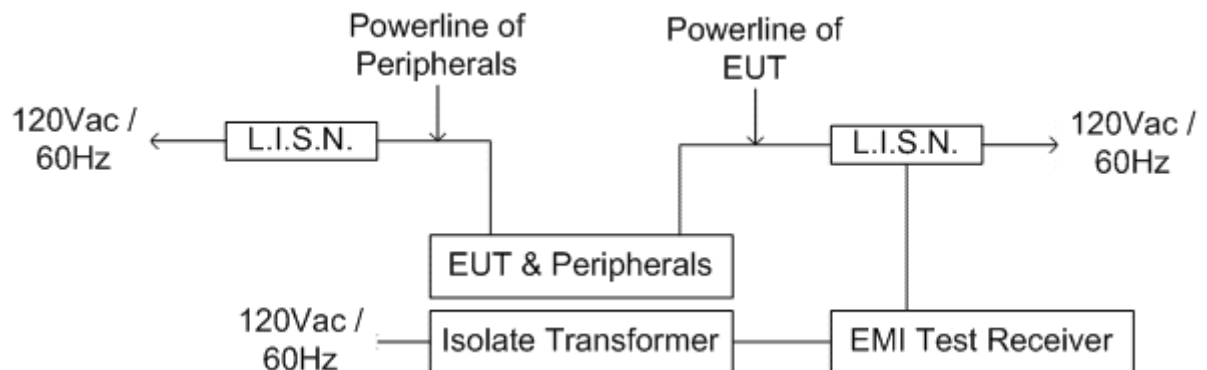 Powerline of
Peripherals
Powerline of
EUT
120Vac /
60Hz
L.I.S.N.
L.I.S.N.
120Vac /
60Hz
EUT & Peripherals
120Vac /
60Hz
Isolate Transformer
EMI Test Receiver